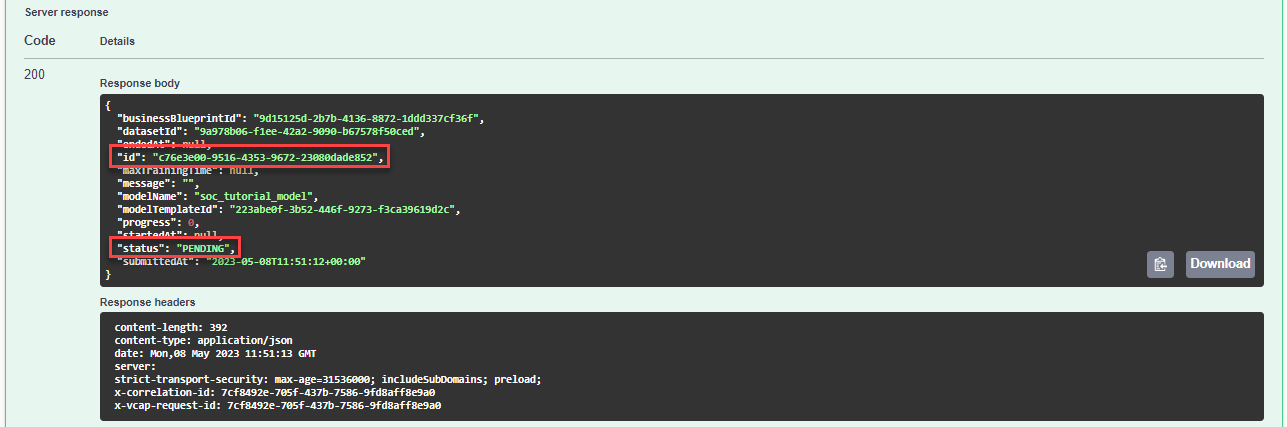 Server response
Code Details
200
Response body
{
"businessBlueprintId": "9d15125d-2b7b-4136-8872-1ddd337cf36f",
"datasetId": "9a978b06-f1ee-42a2-9090-b67578f50ced",
"endedAt": null,
"id": "c76e3e00-9516-4353-9672-23080dade852",
"maxTrainingTime": null,
"message": "",
"modelName": "soc_tutorial_model",
"modelTemplateId": "223abe0f-3b52-446f-9273-f3ca39619d2c",
"progress": 0,
"startedAt": null,
"status": "PENDING",
"submittedAt": "2023-05-08T11:51:12+00:00"
}
Download
Response headers
content-length: 392
content-type: application/json
date: Mon,08 May 2023 11:51:13 GMT
server:
strict-transport-security: max-age=31536000; includeSubDomains; preload;
x-correlation-id: 7cf8492e-705f-437b-7586-9fd8aff8e9a0
x-vcap-request-id: 7cf8492e-705f-437b-7586-9fd8aff8e9a0